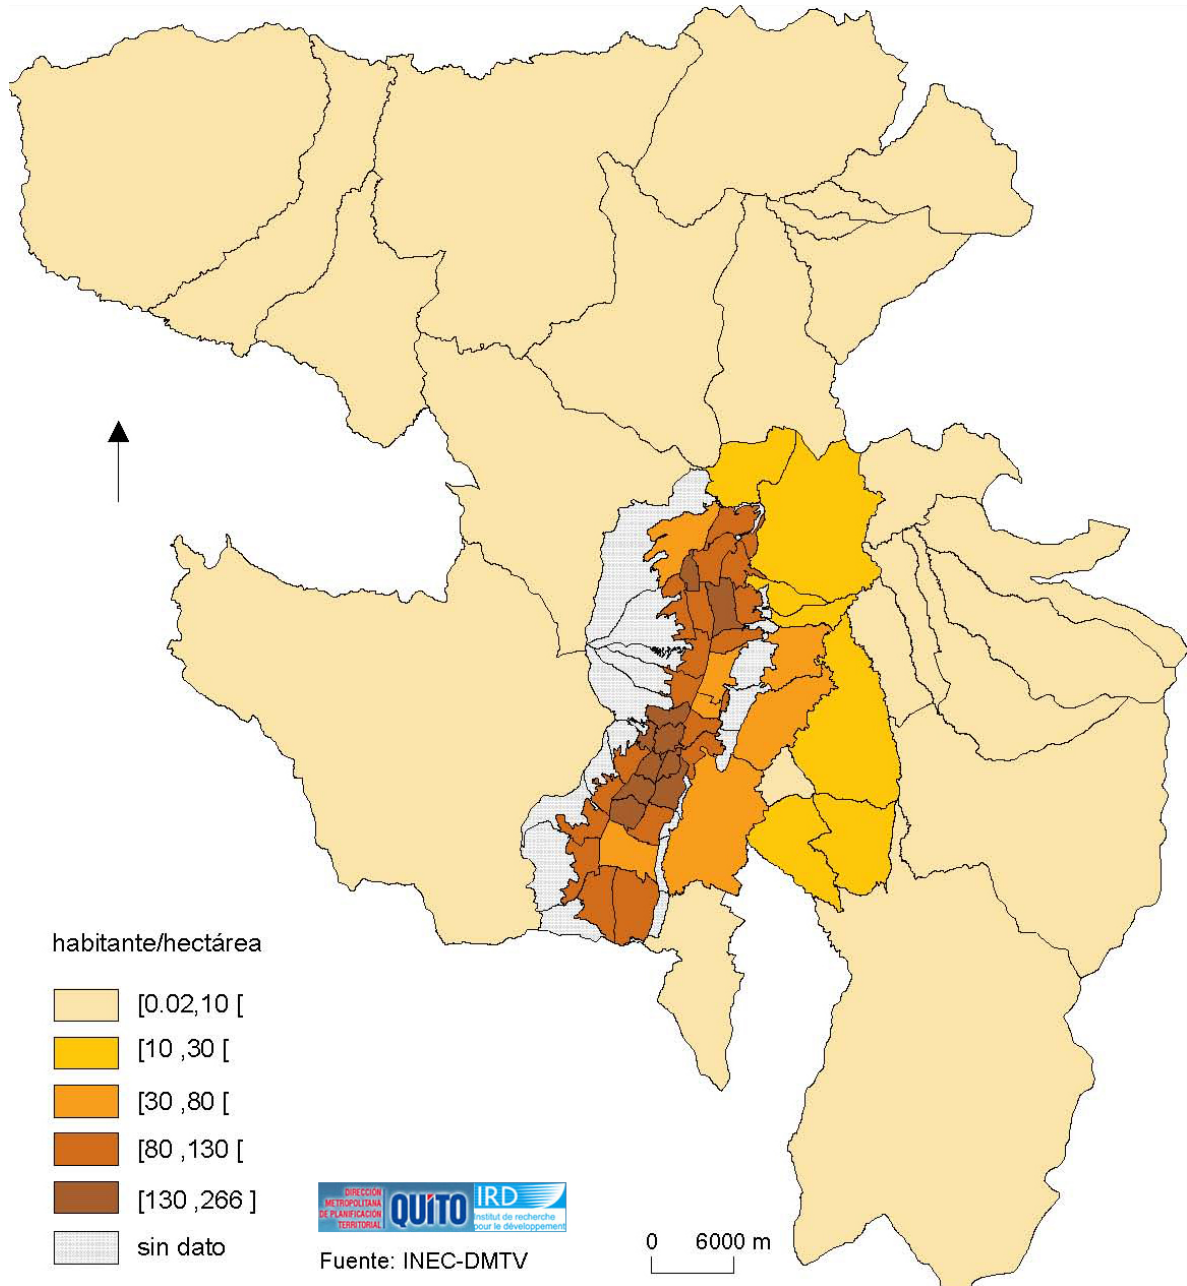 habitante/hectárea
[0.02,10 [
[10 ,30 [
[30 ,80 [
[80 ,130 [
[130 ,266 ]
sin dato
DIRECCIÓN
METROPOLITANA
DE PLANIFICACIÓN
TERRITORIAL
QUITO
IRD
Institut de recherche
pour le développement
Fuente: INEC-DMTV
0 6000 m